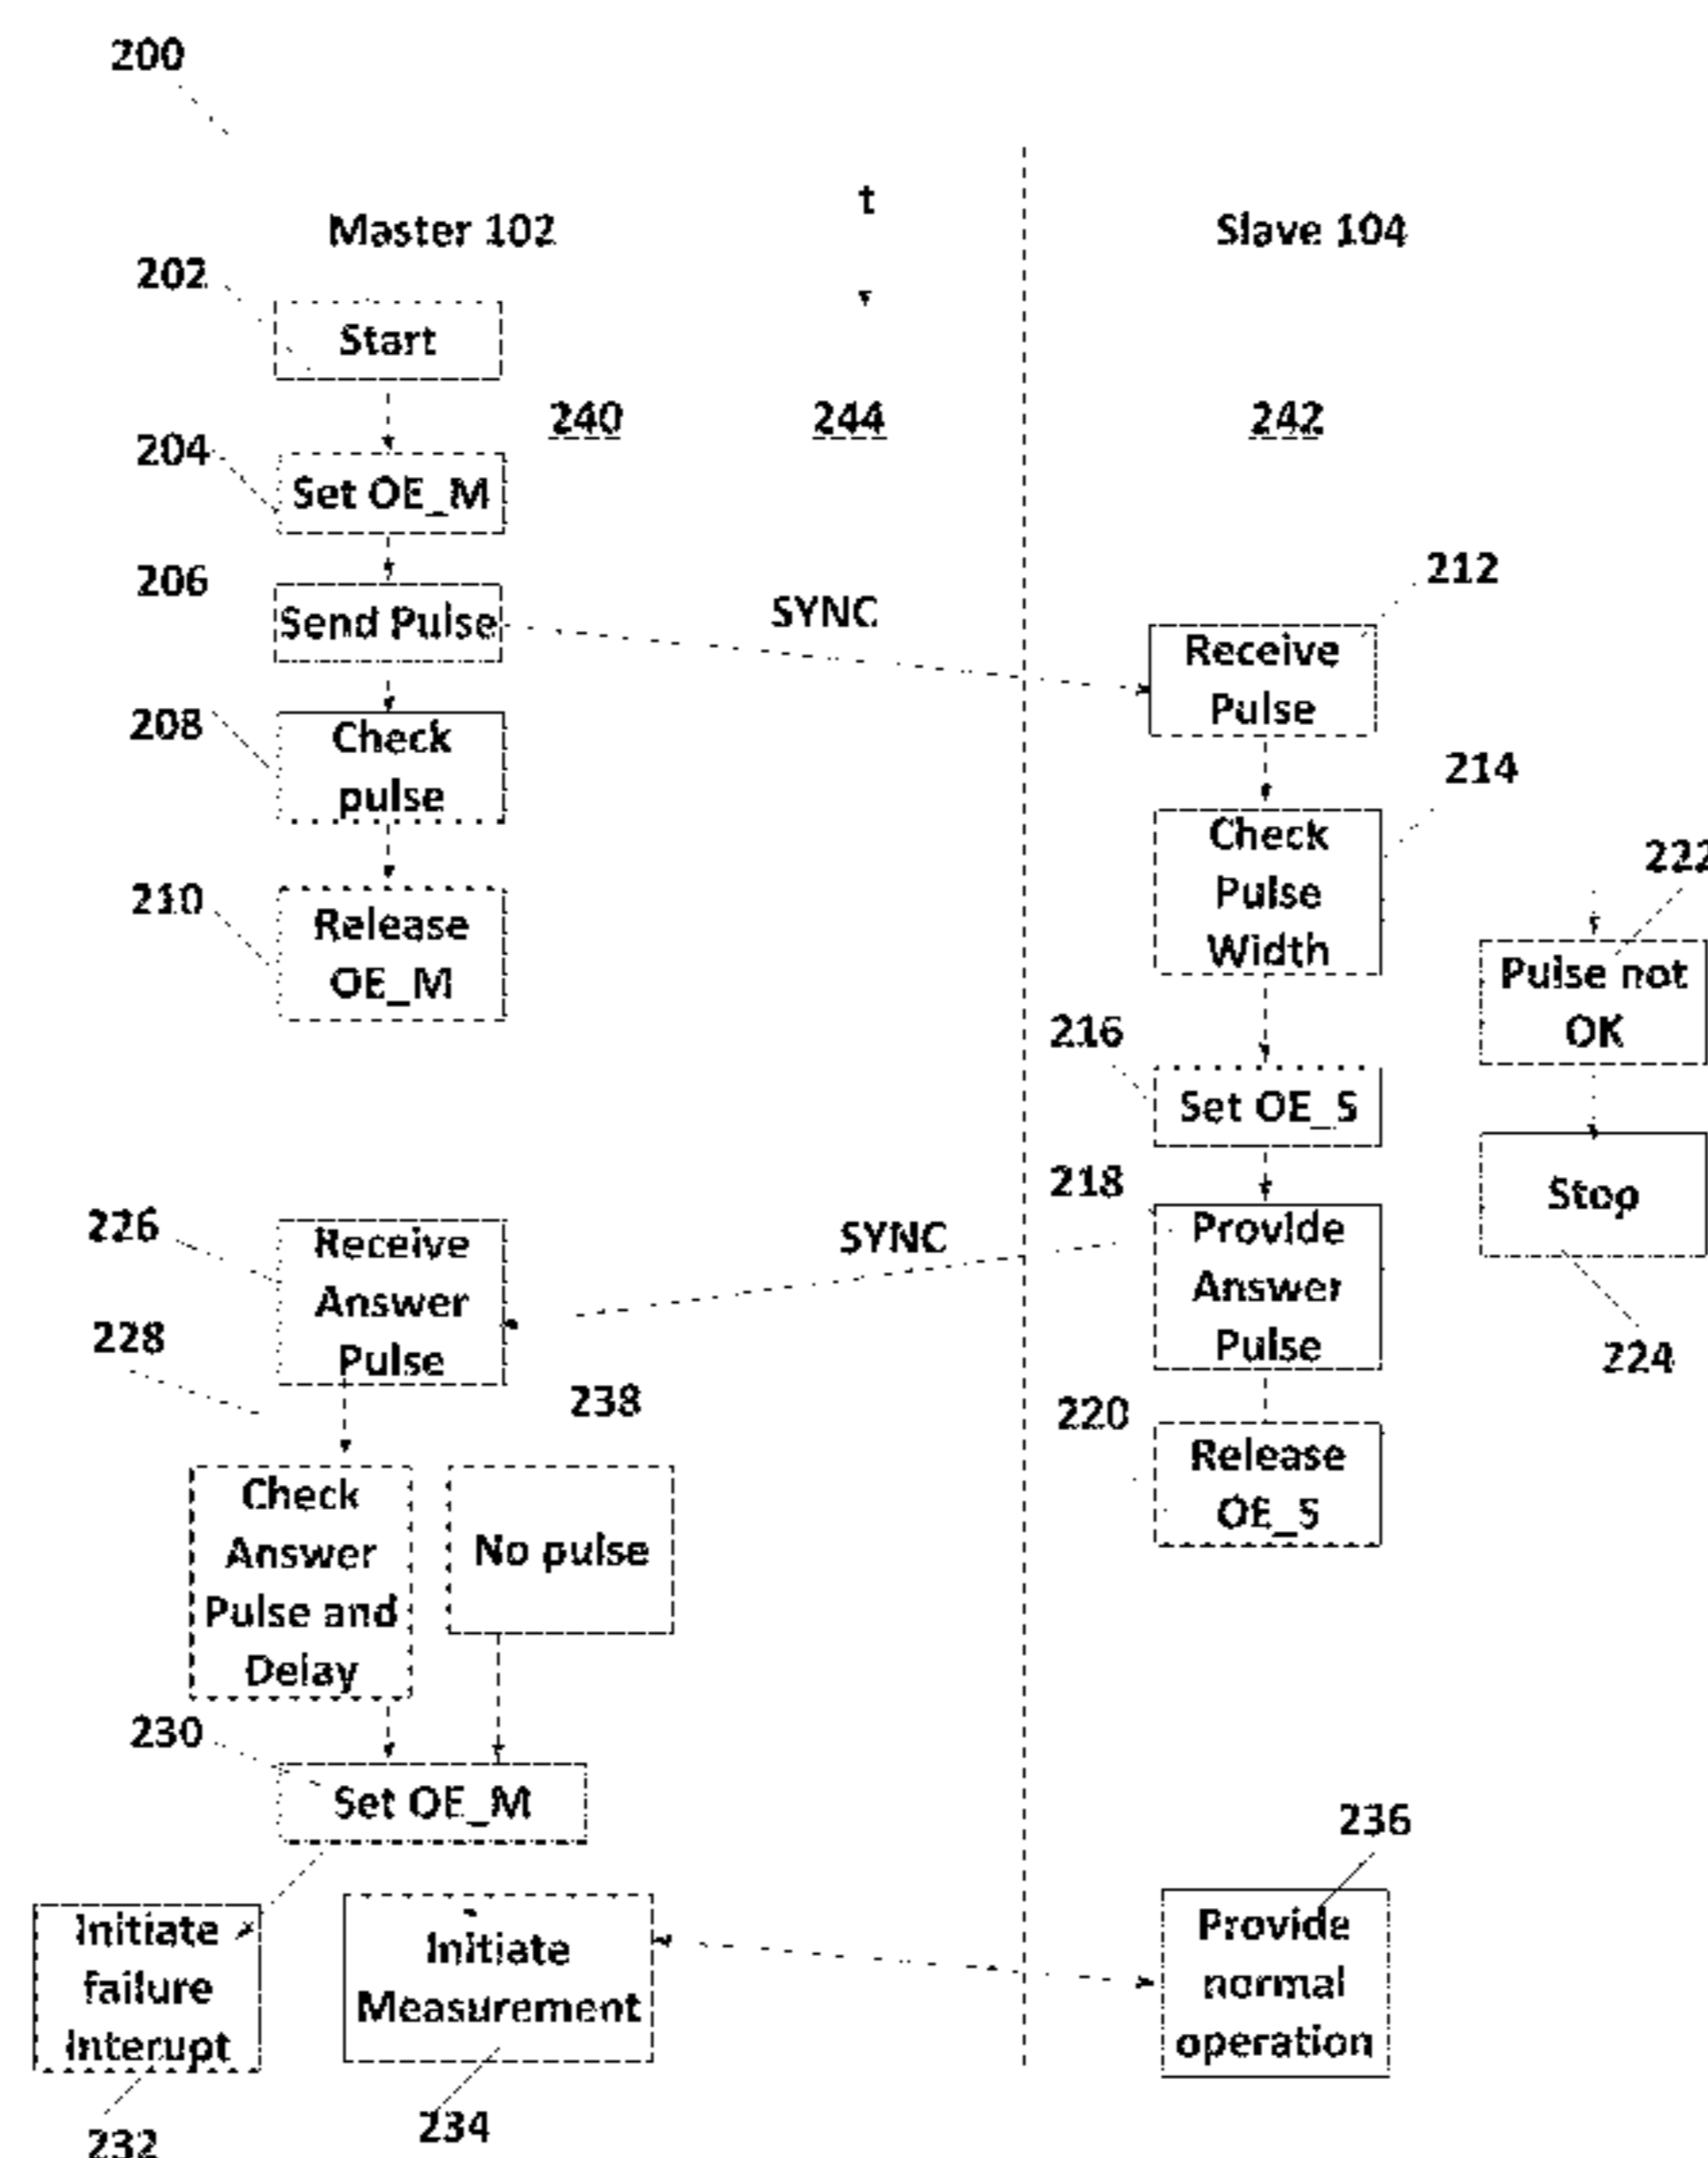 200
Master 102
t
Slave 104
202
Start
240
244
242
204
Set OE_M
206
Send Pulse
SYNC
212
Receive
Pulse
208
Check
pulse
214
Check
Pulse
Width
222
Pulse not
OK
210
Release
OE_M
216
Set OE_S
218
Stop
224
226
Receive
Answer
Pulse
SYNC
Provide
Answer
Pulse
228
238
220
Release
OE_S
Check
Answer
Pulse and
Delay
No pulse
230
Set OE_M
236
Initiate
failure
Interupt
Initiate
Measurement
Provide
normal
operation
232
234